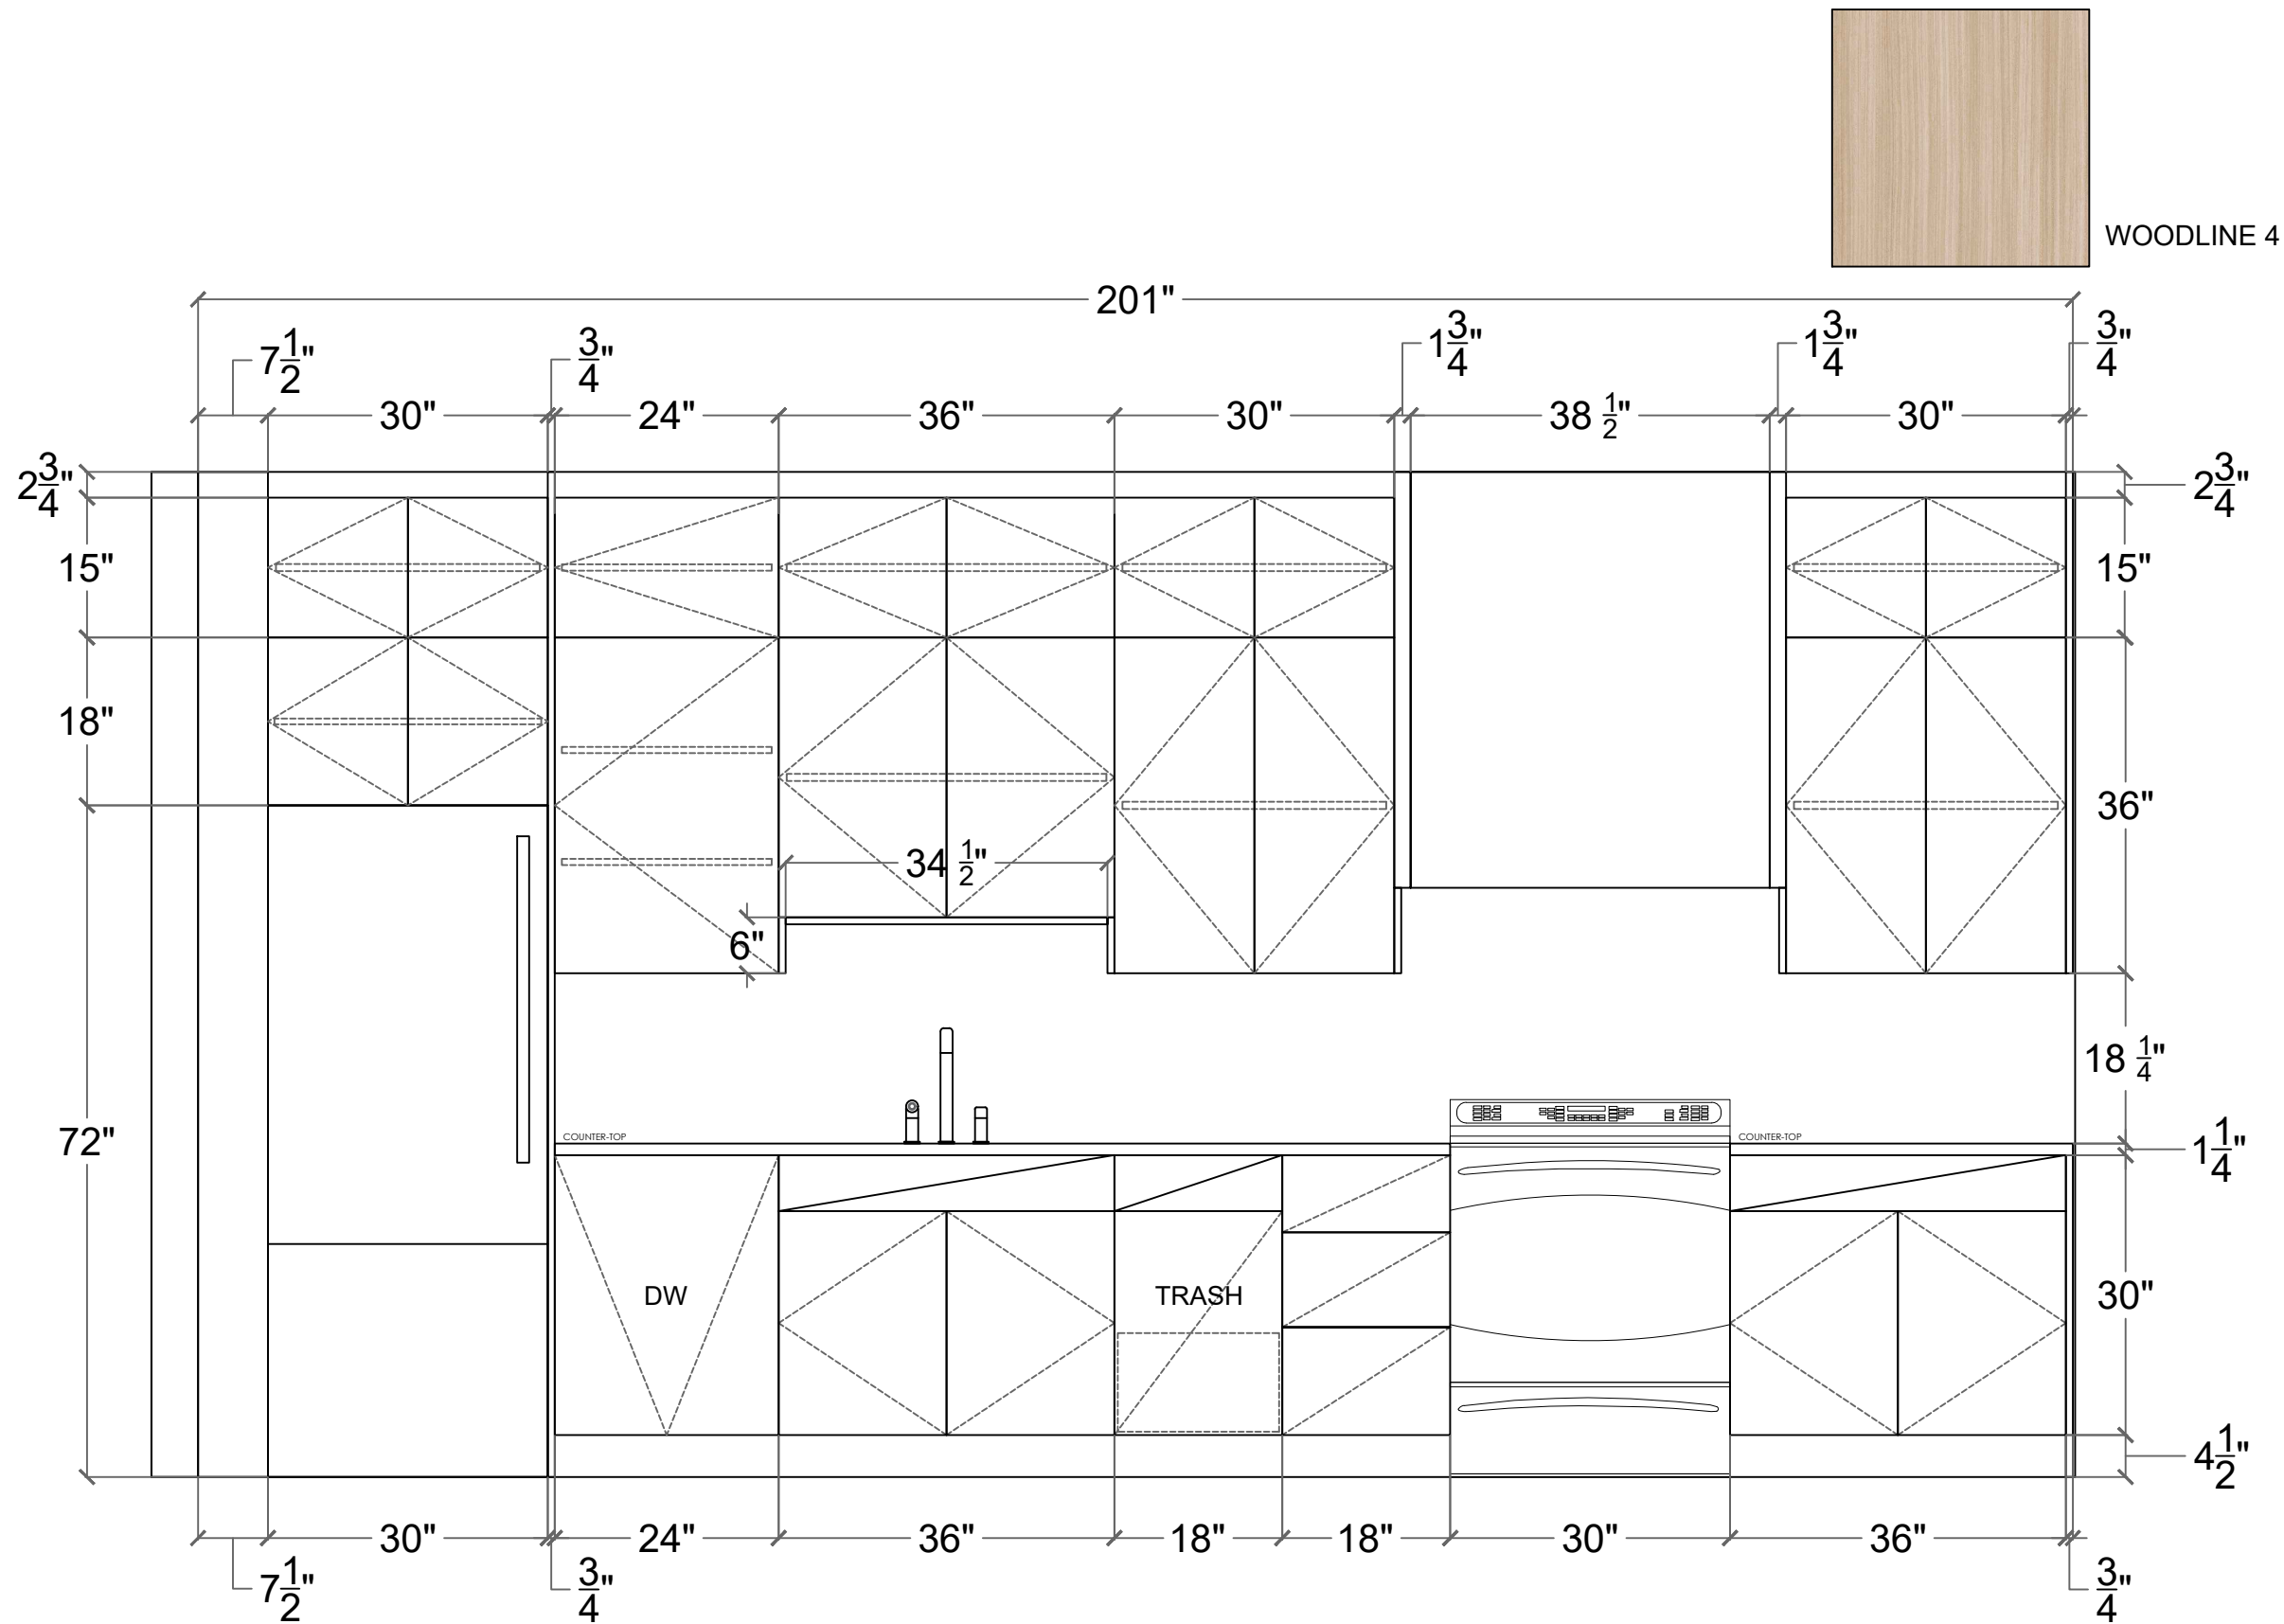 WOODLINE 4
201"
7 1/2" 3/4" 1 3/4" 1 3/4" 3/4"
30" 24" 36" 30" 38 1/2" 30"
2 3/4" 2 3/4"
15" 15"
18"
36"
34 1/2"
6"
18 1/4"
COUNTER-TOP COUNTER-TOP
72" 1 1/4"
DW TRASH 30"
4 1/2"
30" 24" 36" 18" 18" 30" 36"
7 1/2" 3/4" 3/4"